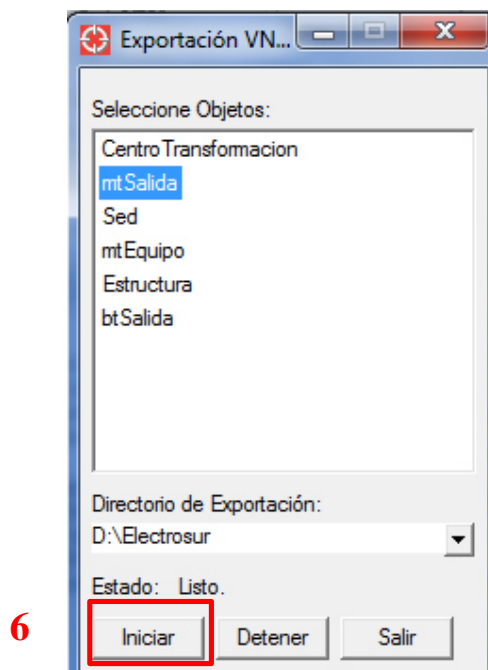 Exportación VN...
Seleccione Objetos:
CentroTransformacion
mtSalida
Sed
mtEquipo
Estructura
btSalida
Directorio de Exportación:
D:\Electrosur
Estado: Listo.
6 Iniciar Detener Salir